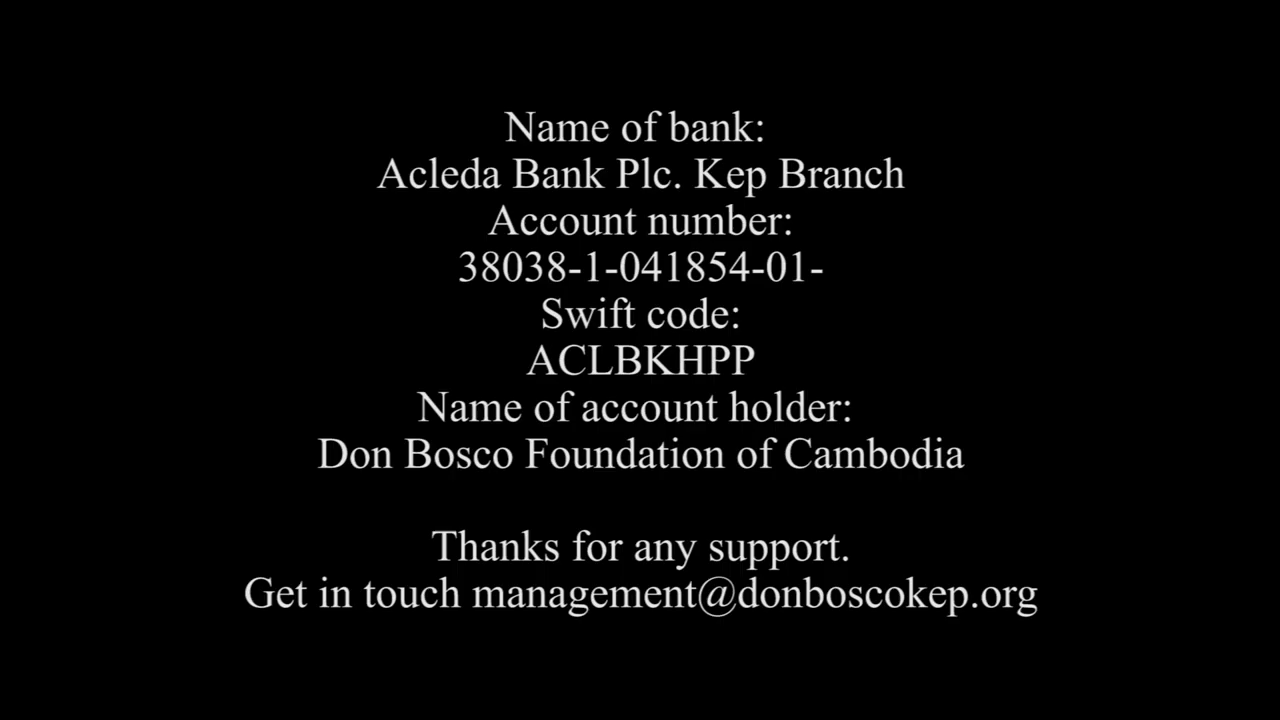 Name of bank:
Acleda Bank Plc. Kep Branch
Account number:
38038-1-041854-01-
Swift code:
ACLBKHPP
Name of account holder:
Don Bosco Foundation of Cambodia
Thanks for any support.
Get in touch management@donboscokep.org